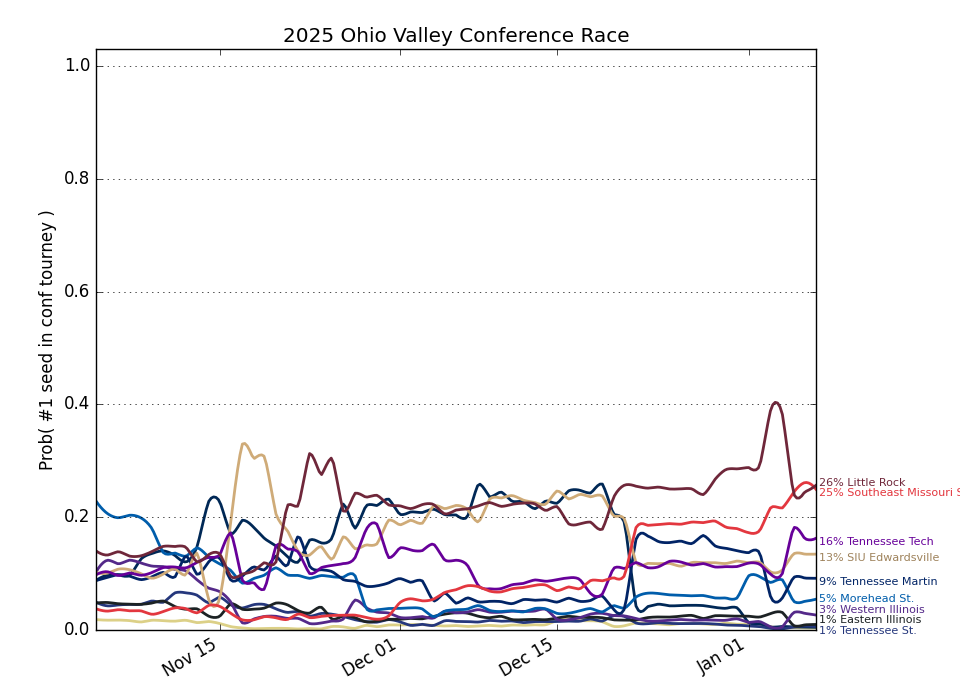 2025 Ohio Valley Conference Race
Prob( #1 seed in conf tourney )
1.0
0.8
0.6
0.4
0.2
0.0
Nov 15
Dec 01
Dec 15
Jan 01
26% Little Rock
25% Southeast Missouri S
16% Tennessee Tech
13% SIU Edwardsville
9% Tennessee Martin
5% Morehead St.
3% Western Illinois
1% Eastern Illinois
1% Tennessee St.